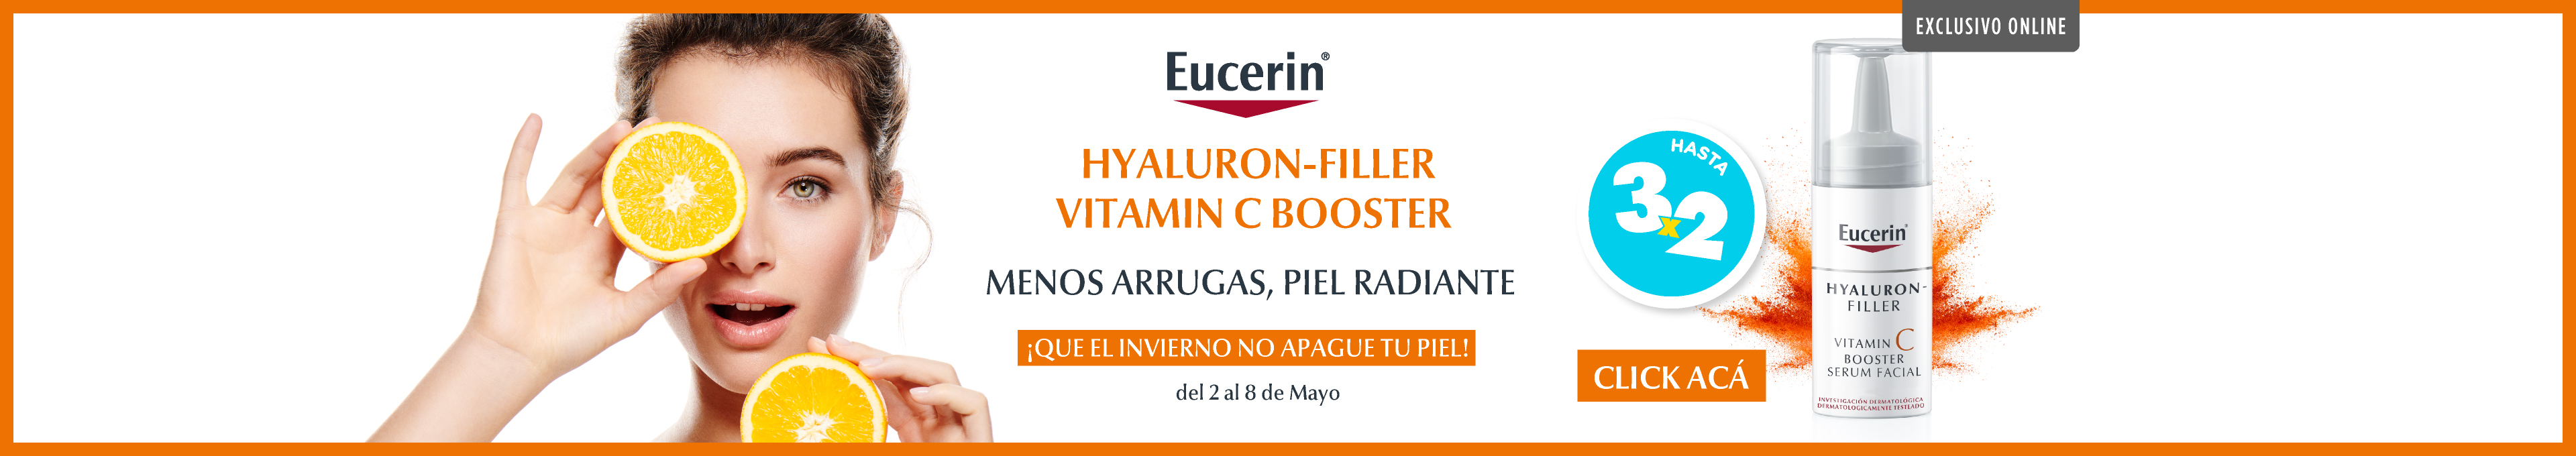 EXCLUSIVO ONLINE
Eucerin®
HYALURON-FILLER
VITAMIN C BOOSTER
MENOS ARRUGAS, PIEL RADIANTE
¡QUE EL INVIERNO NO APAGUE TU PIEL!
del 2 al 8 de Mayo
HASTA
3x2
CLICK ACÁ
Eucerin®
HYALURON-
FILLER
VITAMIN C
BOOSTER
SERUM FACIAL
INVESTIGACIÓN DERMATOLÓGICA
DERMATOLÓGICAMENTE TESTEADO